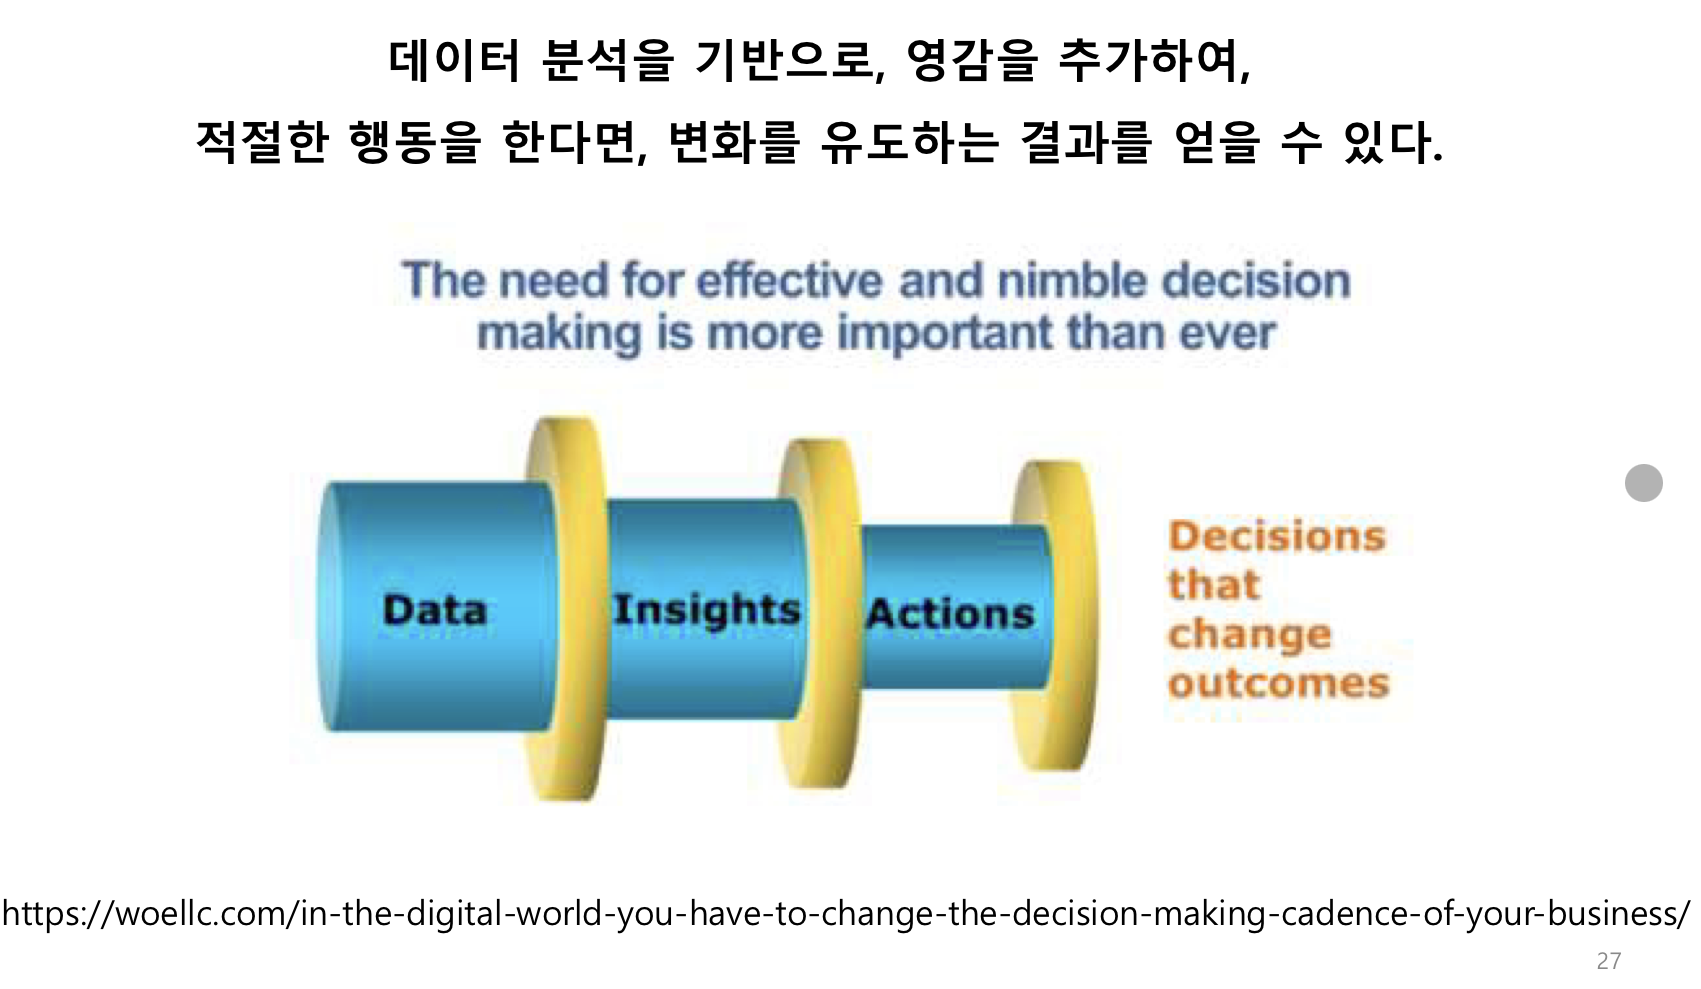 데이터 분석을 기반으로, 영감을 추가하여,
적절한 행동을 한다면, 변화를 유도하는 결과를 얻을 수 있다.
The need for effective and nimble decision
making is more important than ever
Data
Insights
Actions
Decisions
that
change
outcomes
https://woellc.com/in-the-digital-world-you-have-to-change-the-decision-making-cadence-of-your-business/
27